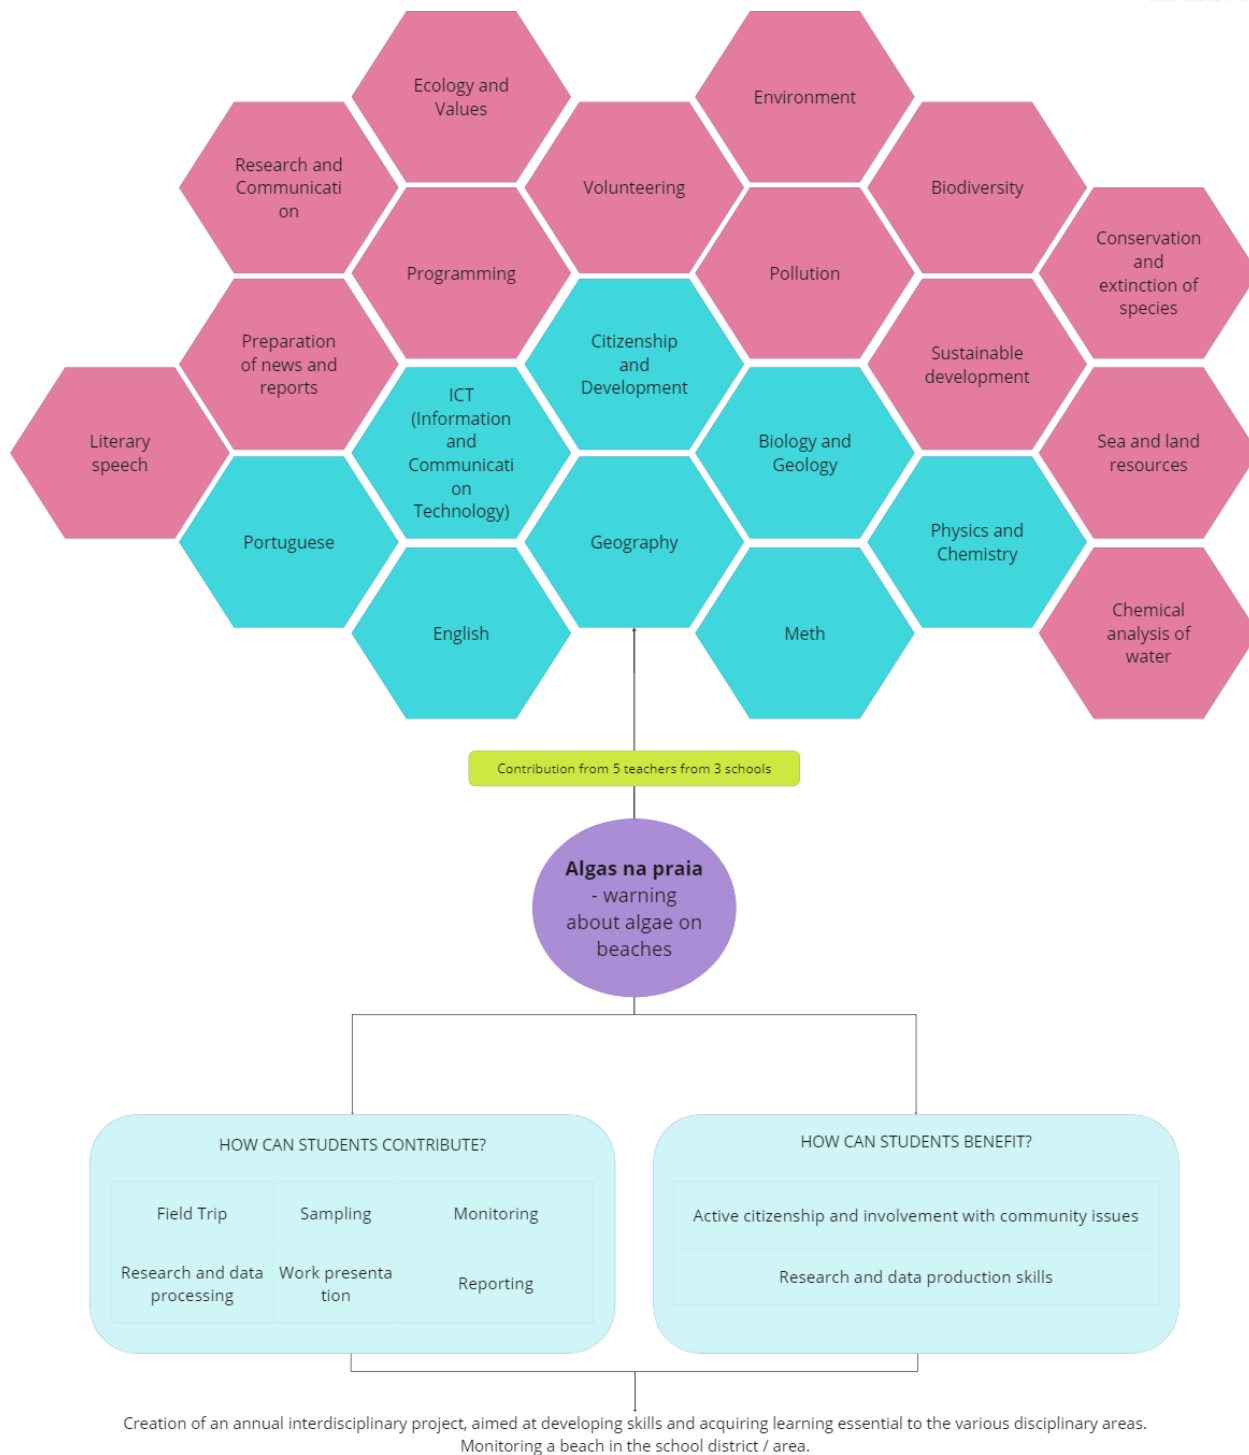 Ecology and
Values
Environment
Research and
Communicati
on
Volunteering
Biodiversity
Conservation
and
extinction of
species
Programming
Pollution
Preparation
of news and
reports
Citizenship
and
Development
Sustainable
development
Literary
speech
ICT
(Information
and
Communicati
on
Technology)
Biology and
Geology
Sea and land
resources
Portuguese
Geography
Physics and
Chemistry
English
Meth
Chemical
analysis of
water
Contribution from 5 teachers from 3 schools
Algas na praia
- warning
about algae on
beaches
HOW CAN STUDENTS CONTRIBUTE?
Field Trip
Sampling
Monitoring
Research and data
processing
Work presenta
tion
Reporting
HOW CAN STUDENTS BENEFIT?
Active citizenship and involvement with community issues
Research and data production skills
Creation of an annual interdisciplinary project, aimed at developing skills and acquiring learning essential to the various disciplinary areas.
Monitoring a beach in the school district / area.